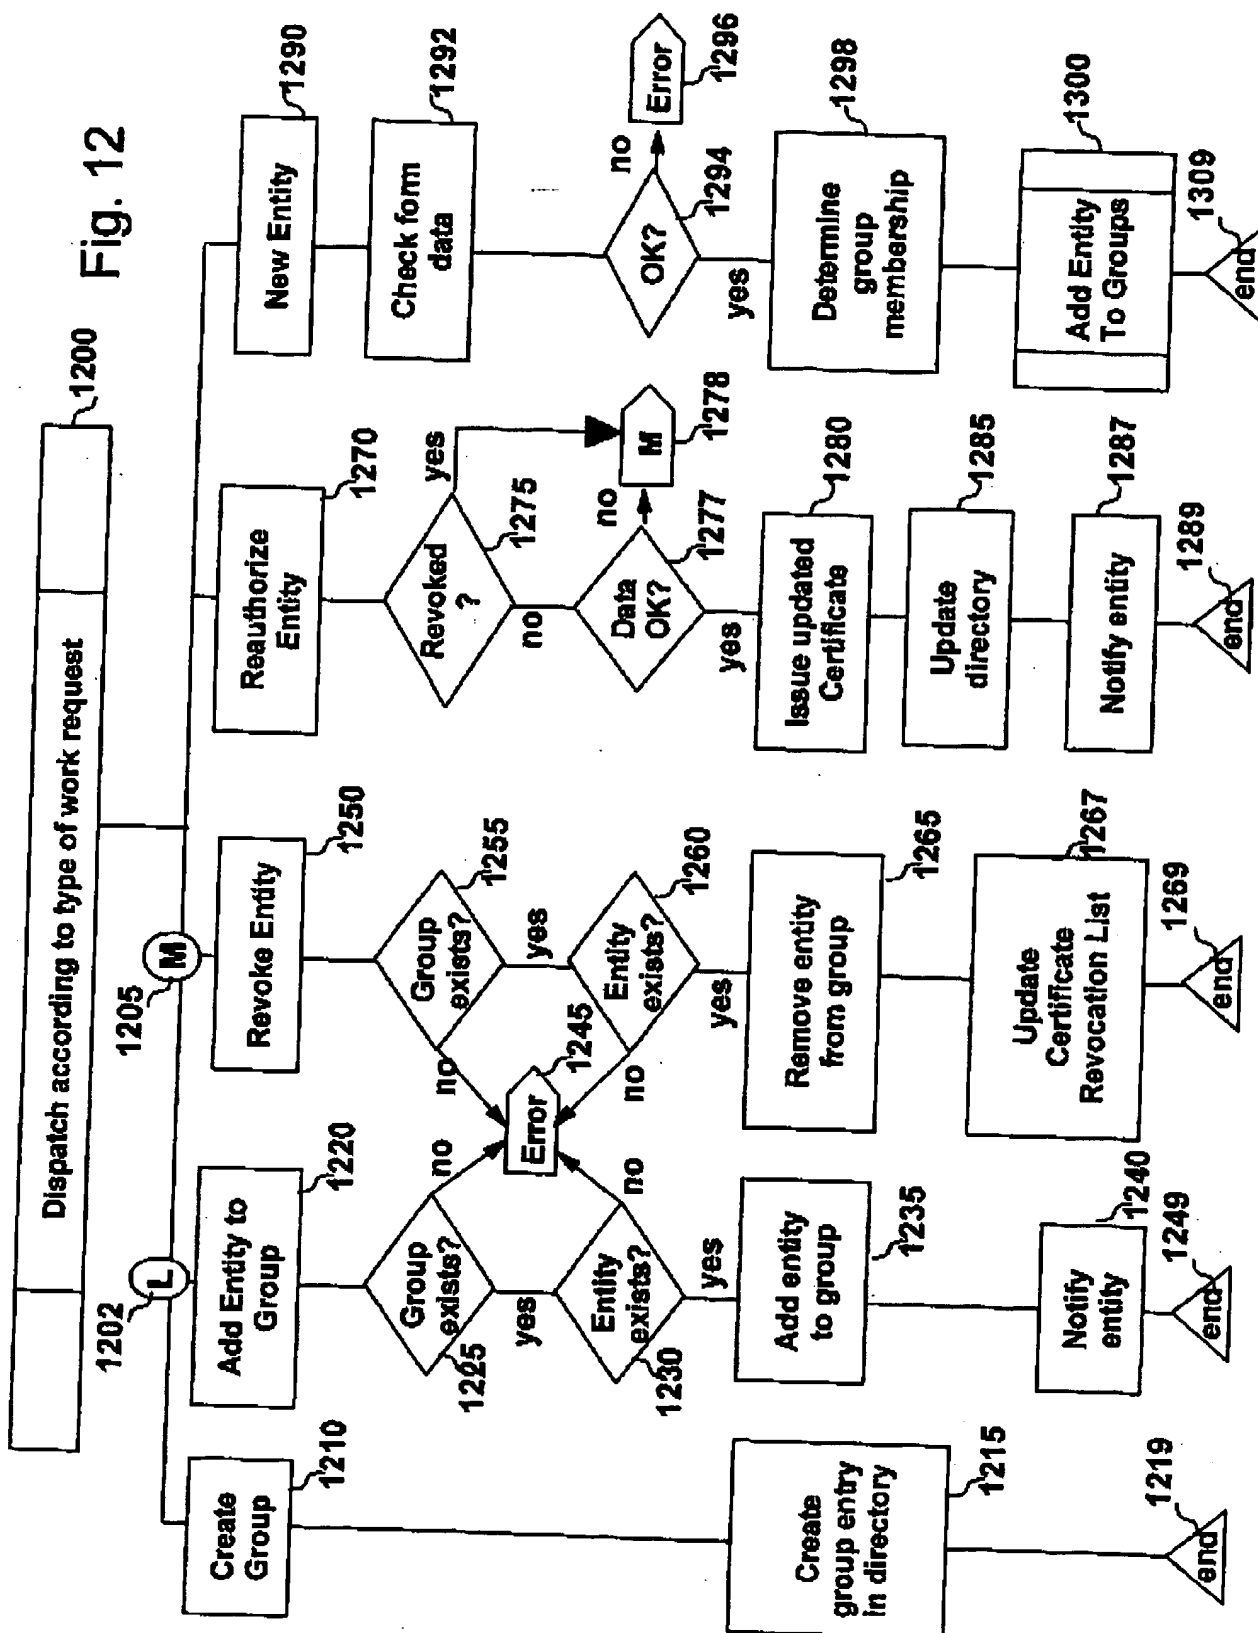 Fig. 12
Dispatch according to type of work request
1200
1202
L
1205
M
Create
Group
1210
Create
group entry
in directory
1215
end
1219
Add Entity to
Group
1220
Group
exists?
1225
no
yes
Entity
exists?
1230
no
yes
Add entity
to group
1235
Notify
entity
1240
end
1249
Error
1245
Revoke Entity
1250
Group
exists?
1255
no
yes
Entity
exists?
1260
no
yes
Remove entity
from group
1265
Update
Certificate
Revocation List
1267
end
1269
Reauthorize
Entity
1270
Revoked
?
1275
yes
no
Data
OK?
1277
no
M
1278
yes
Issue updated
Certificate
1280
Update
directory
1285
Notify entity
1287
end
1289
New Entity
1290
Check form
data
1292
OK?
1294
no
Error
1296
yes
Determine
group
membership
1298
Add Entity
To Groups
1300
end
1309